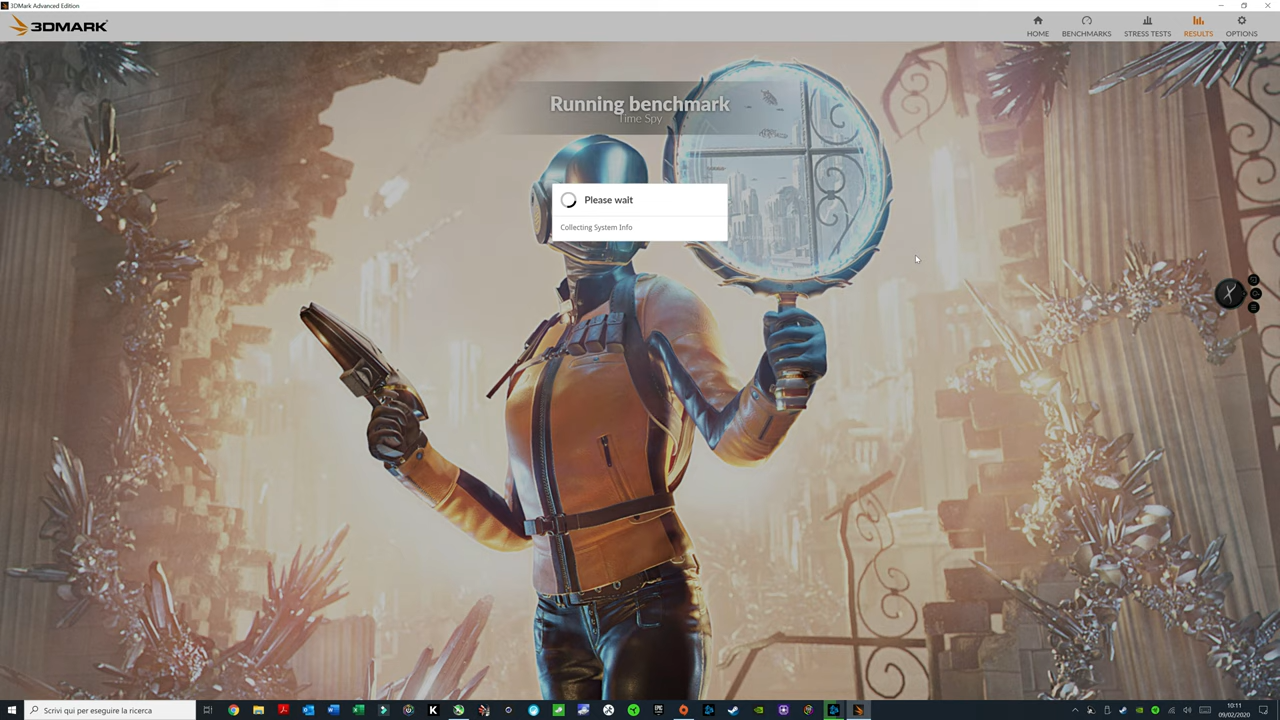 3DMark Advanced Edition
3DMARK
HOME
BENCHMARKS
STRESS TESTS
RESULTS
OPTIONS
Running benchmark
Time Spy
Please wait
Collecting System Info
Scrivi qui per eseguire la ricerca
10:11
09/02/2020